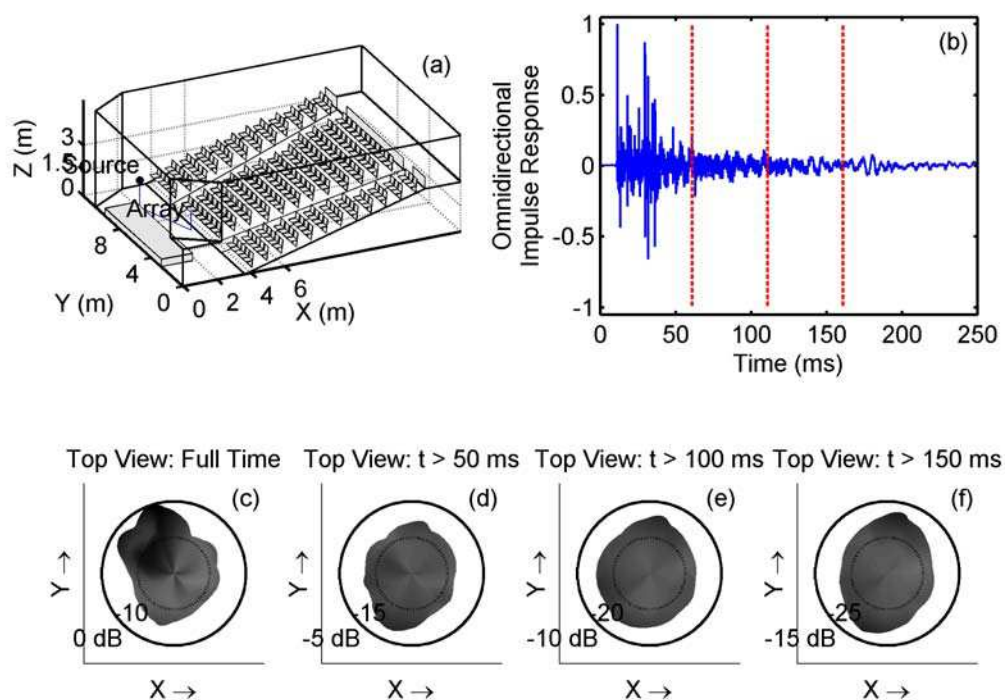 (a)
Z (m)
3
1.5
0
Source
Array
8
4
0
Y (m)
0
2
4
6
X (m)
(b)
Omnidirectional
Impulse Response
1
0.5
0
-0.5
-1
0 50 100 150 200 250
Time (ms)
Top View: Full Time
(c)
Y →
-10
0 dB
X →
Top View: t > 50 ms
(d)
Y →
-15
-5 dB
X →
Top View: t > 100 ms
(e)
Y →
-20
-10 dB
X →
Top View: t > 150 ms
(f)
Y →
-25
-15 dB
X →